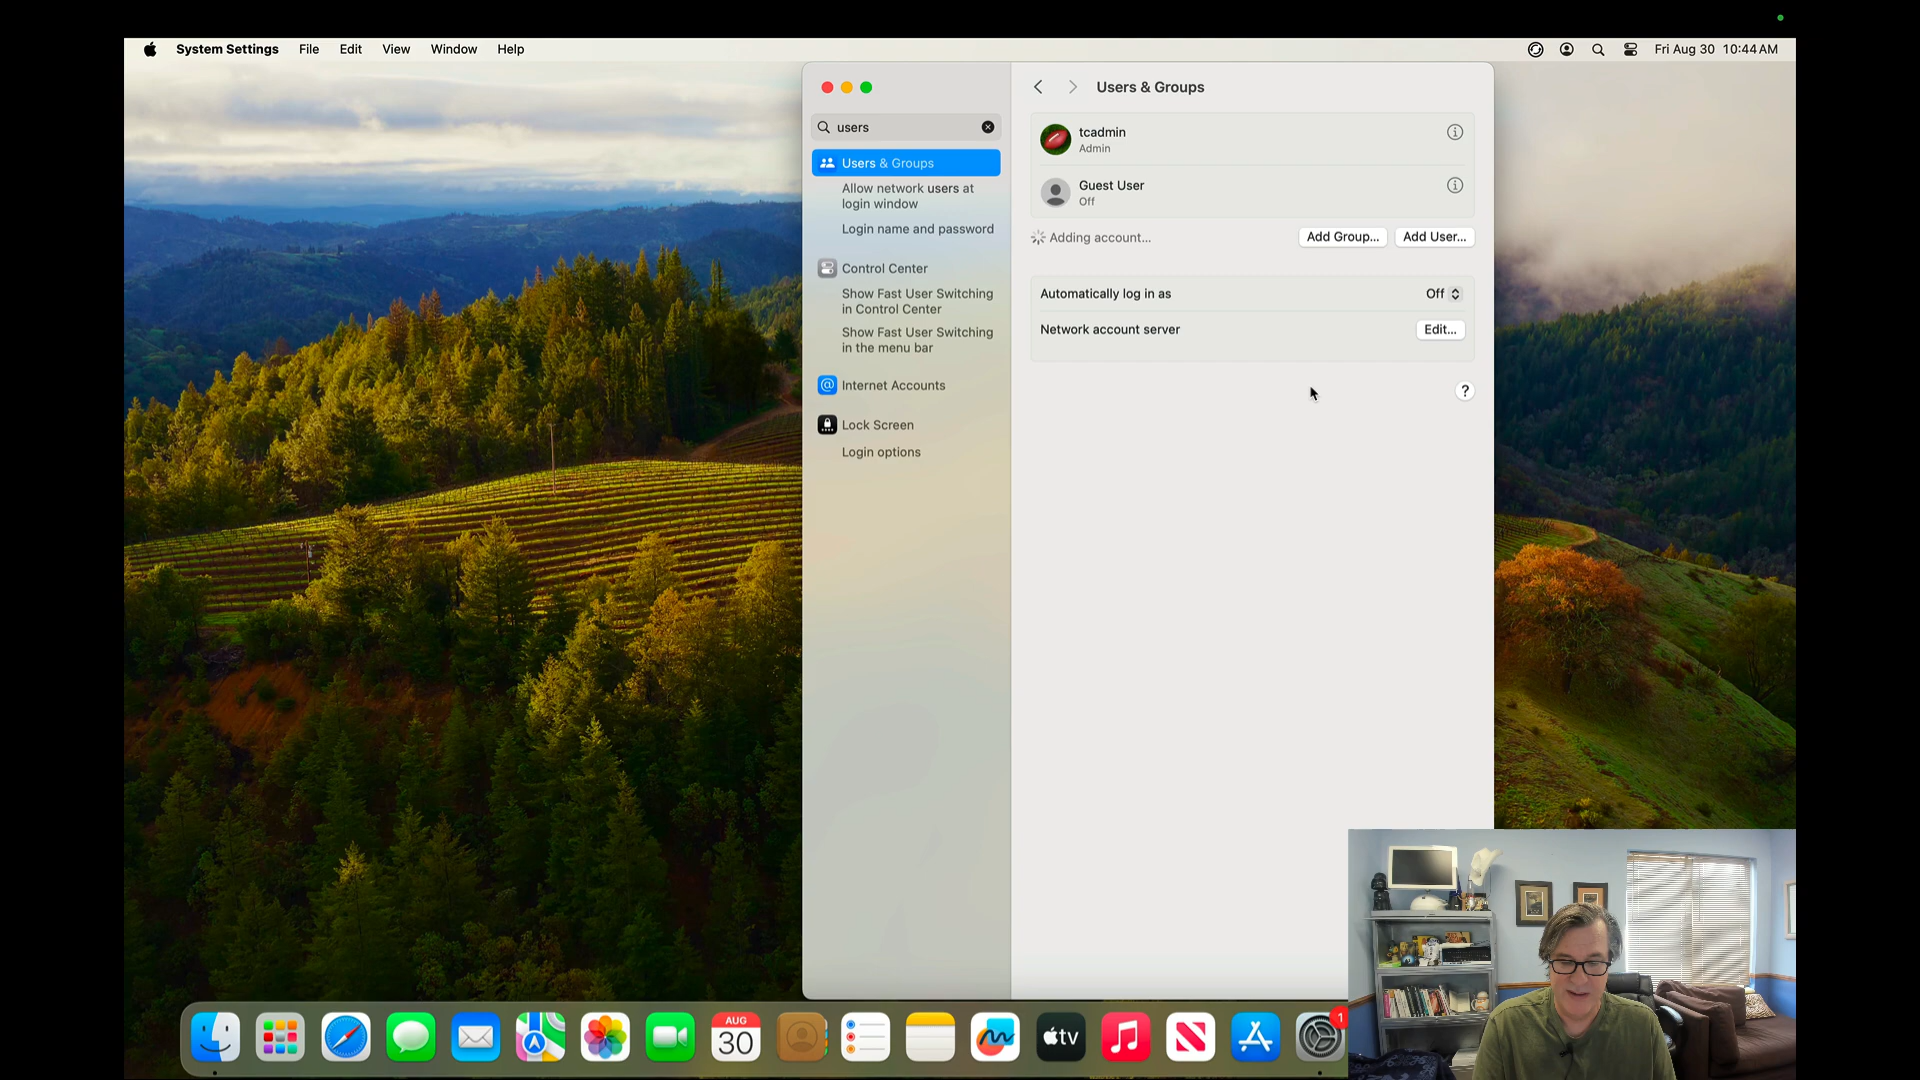 System Settings File Edit View Window Help Fri Aug 30 10:44 AM
users
Users & Groups
Allow network users at
login window
Login name and password
Control Center
Show Fast User Switching
in Control Center
Show Fast User Switching
in the menu bar
Internet Accounts
Lock Screen
Login options
Users & Groups
tcadmin
Admin
Guest User
Off
Adding account... Add Group... Add User...
Automatically log in as Off
Network account server Edit...
?
AUG
30
tv
1